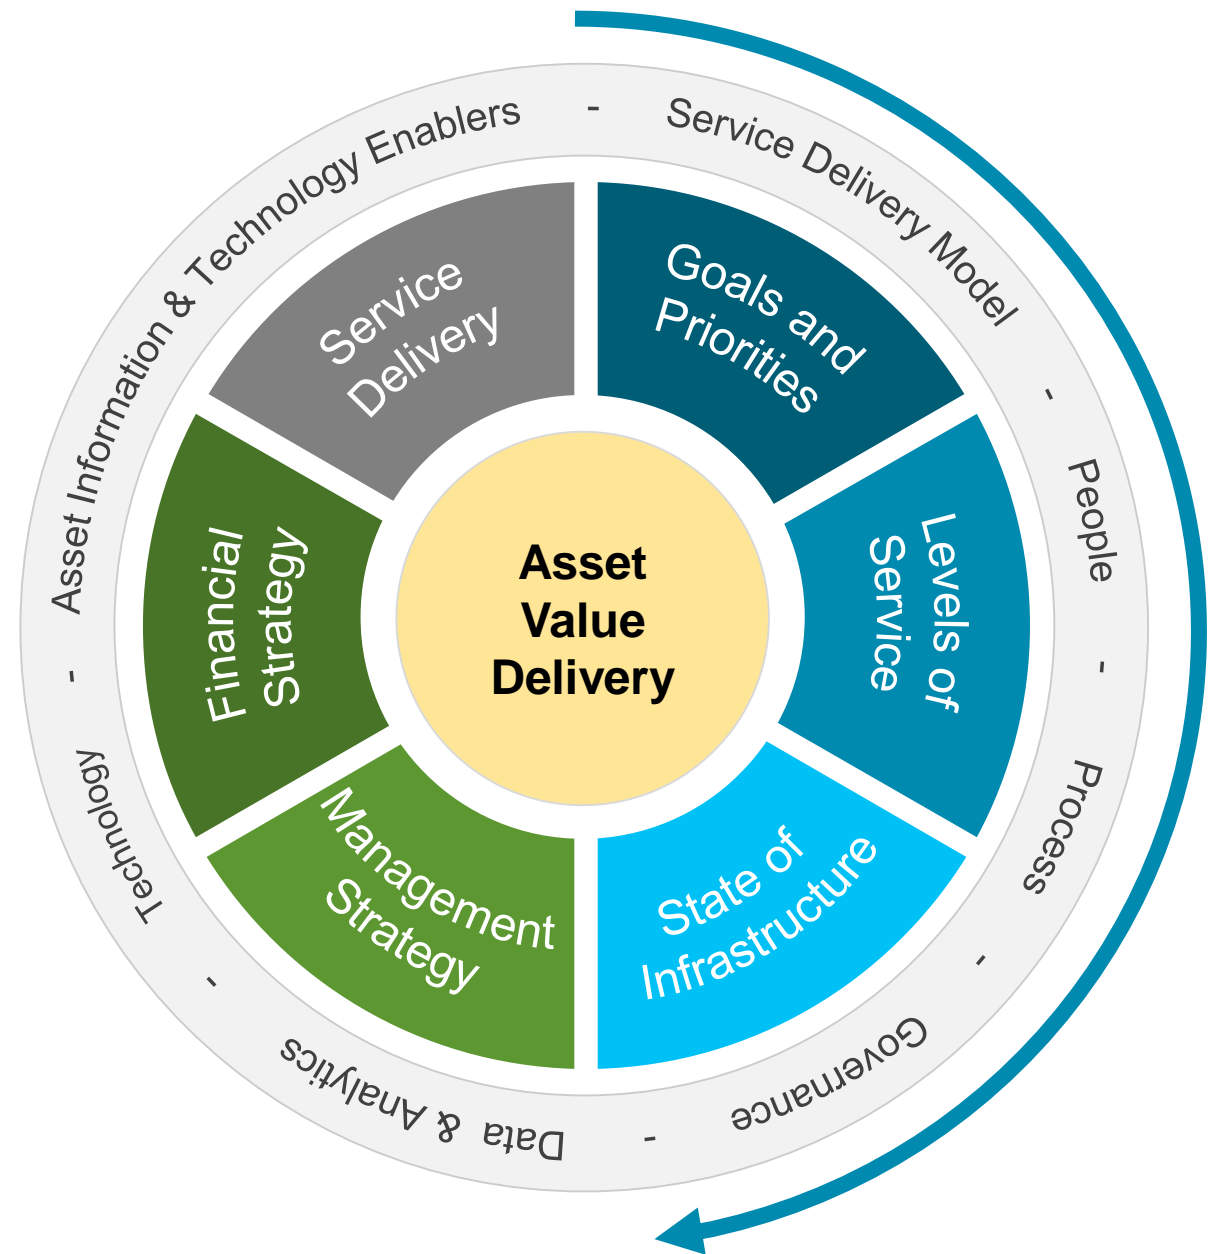 Asset Information & Technology Enablers - Service Delivery Model - People - Process - Governance - Data & Analytics - Technology -
Goals and
Priorities
Levels of
Service
State of
Infrastructure
Management
Strategy
Financial
Strategy
Service
Delivery
Asset
Value
Delivery